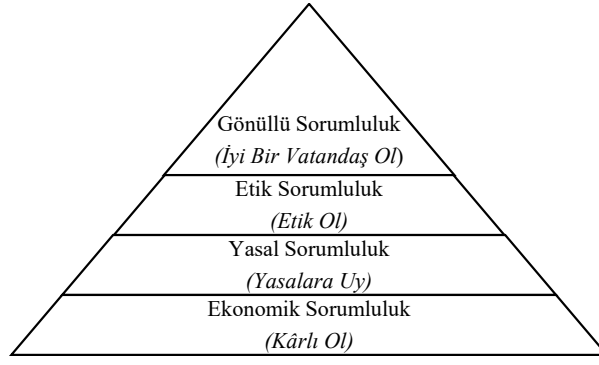 Gönüllü Sorumluluk
(İyi Bir Vatandaş Ol)
Etik Sorumluluk
(Etik Ol)
Yasal Sorumluluk
(Yasalara Uy)
Ekonomik Sorumluluk
(Kârlı Ol)